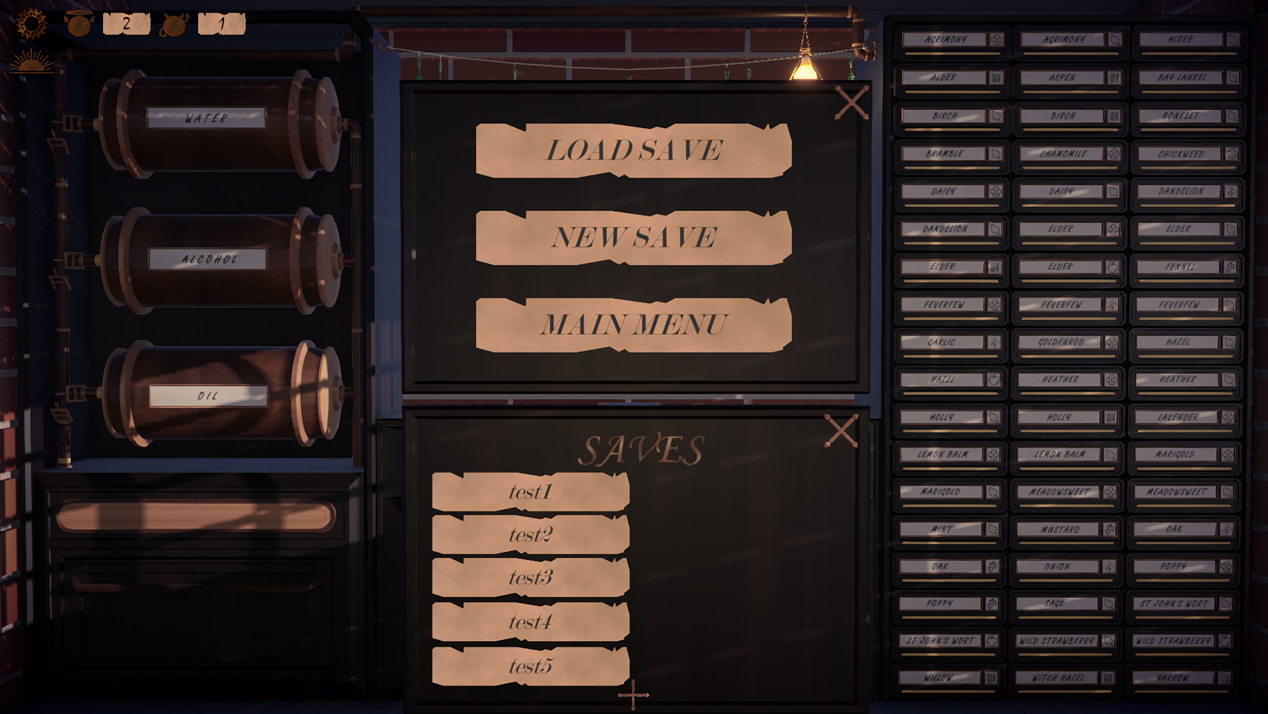 2
1
WATER
ALCOHOL
OIL
LOAD SAVE
NEW SAVE
MAIN MENU
SAVES
test1
test2
test3
test4
test5
AGRIMONY AGRIMONY ALDER
ALDER ASPEN BAY LAUREL
BIRCH BIRCH BONESET
BRAMBLE CHAMOMILE CHICKWEED
DAISY DAISY DANDELION
DANDELION ELDER ELDER
ELDER ELDER FENNEL
FEVERFEW FEVERFEW FEVERFEW
GARLIC GOLDENROD HAZEL
HAZEL HEATHER HEATHER
HOLLY HOLLY LAVENDER
LEMON BALM LEMON BALM MARIGOLD
MARIGOLD MEADOWSWEET MEADOWSWEET
MINT MUSTARD OAK
OAK ONION POPPY
POPPY SAGE ST JOHN'S WORT
ST JOHN'S WORT WILD STRAWBERRY WILD STRAWBERRY
WILLOW WITCH HAZEL YARROW